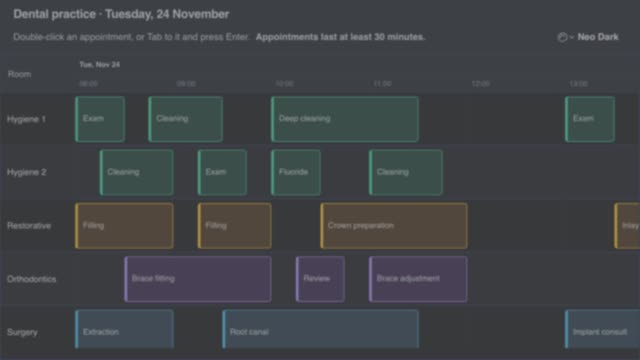 Dental practice · Tuesday, 24 November
Double-click an appointment, or Tab to it and press Enter. Appointments last at least 30 minutes.
Neo Dark
Room
Tue, Nov 24
08:00 09:00 10:00 11:00 12:00 13:00
Hygiene 1 Exam Cleaning Deep cleaning Exam
Hygiene 2 Cleaning Exam Fluoride Cleaning
Restorative Filling Filling Crown preparation Inlay
Orthodontics Brace fitting Review Brace adjustment
Surgery Extraction Root canal Implant consult